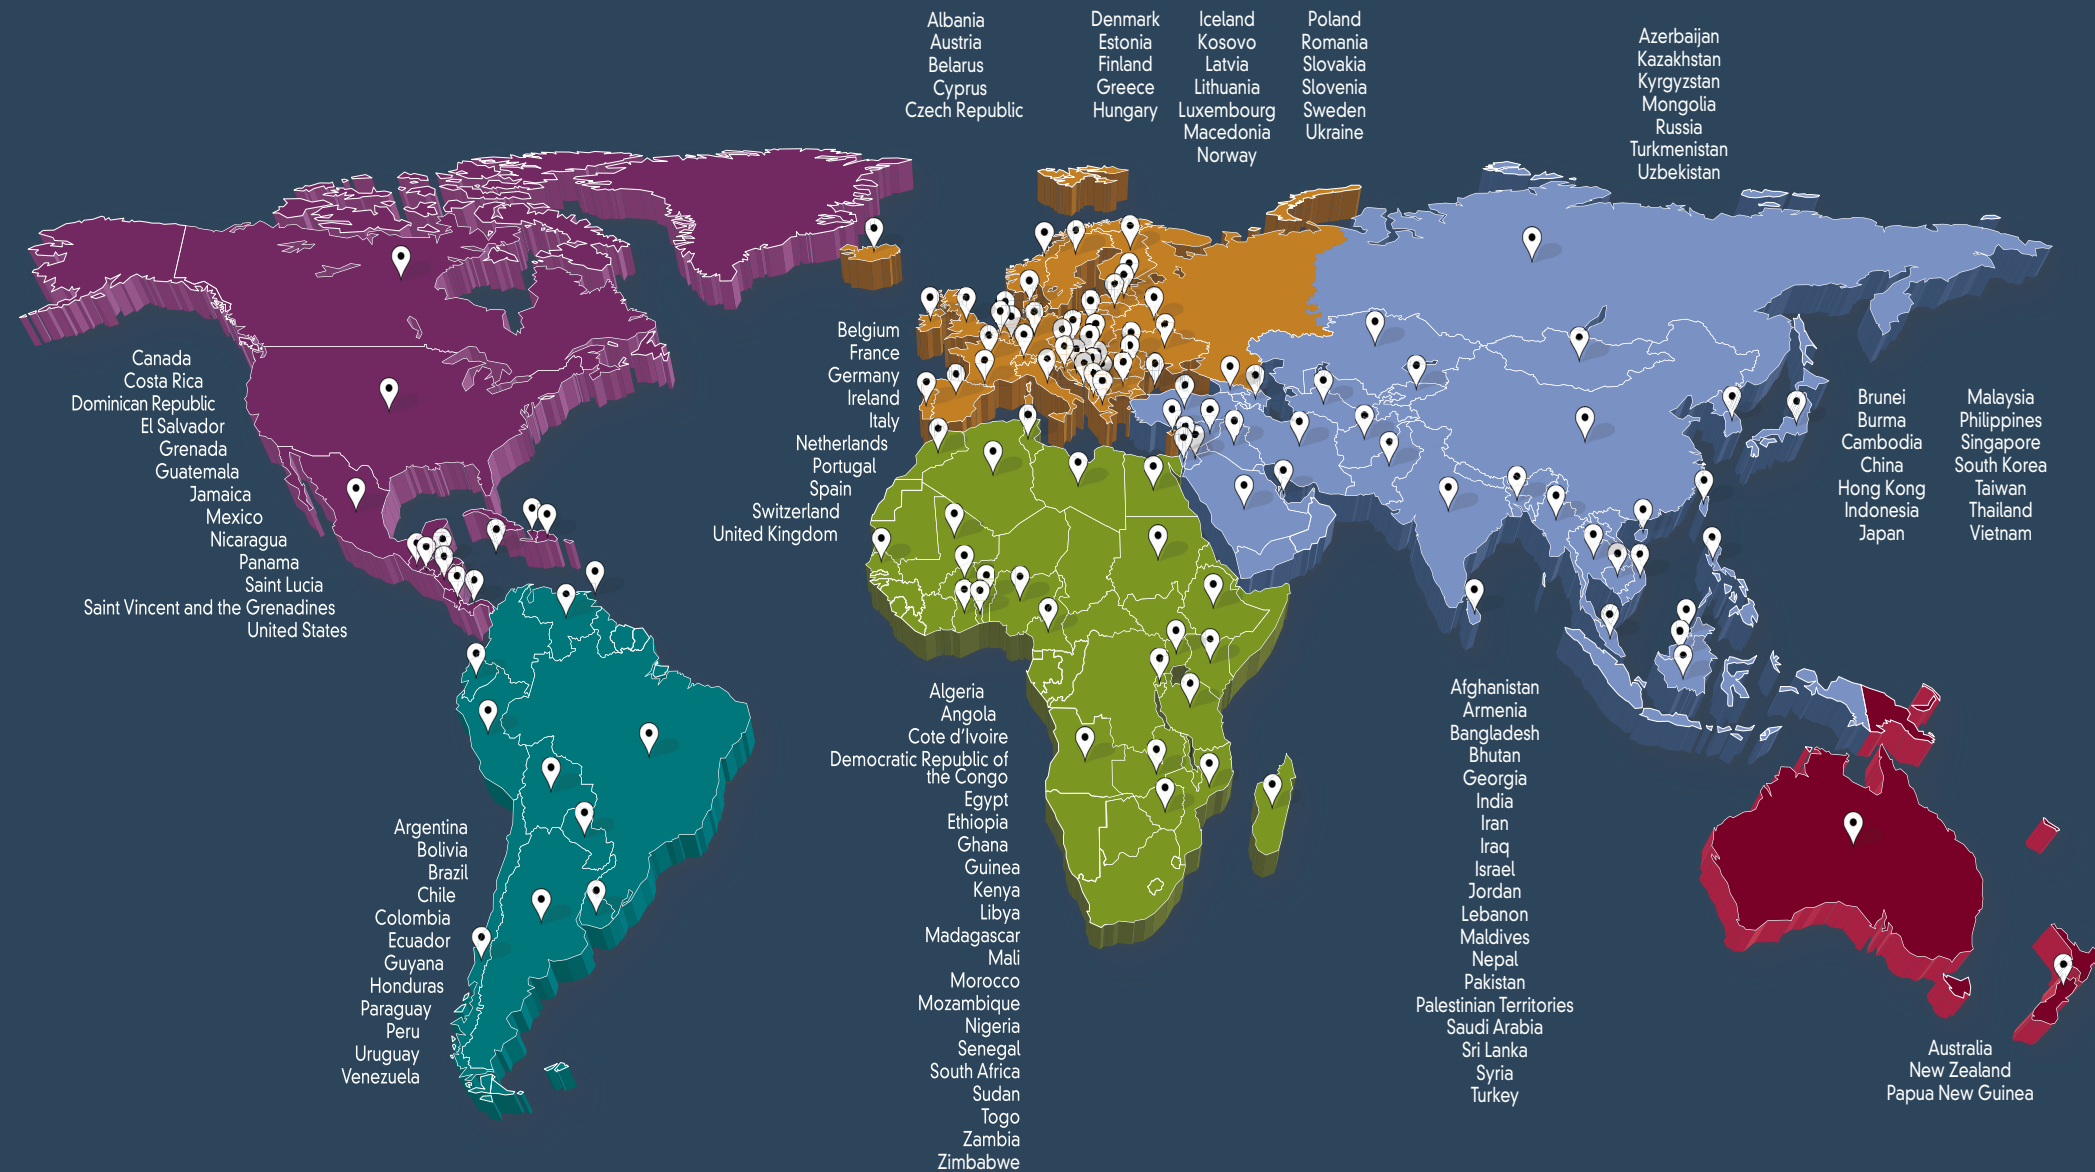 Albania
Austria
Belarus
Cyprus
Czech Republic
Denmark
Estonia
Finland
Greece
Hungary
Iceland
Kosovo
Latvia
Lithuania
Luxembourg
Macedonia
Norway
Poland
Romania
Slovakia
Slovenia
Sweden
Ukraine
Azerbaijan
Kazakhstan
Kyrgyzstan
Mongolia
Russia
Turkmenistan
Uzbekistan
Canada
Costa Rica
Dominican Republic
El Salvador
Grenada
Guatemala
Jamaica
Mexico
Nicaragua
Panama
Saint Lucia
Saint Vincent and the Grenadines
United States
Belgium
France
Germany
Ireland
Italy
Netherlands
Portugal
Spain
Switzerland
United Kingdom
Brunei
Burma
Cambodia
China
Hong Kong
Indonesia
Japan
Malaysia
Philippines
Singapore
South Korea
Taiwan
Thailand
Vietnam
Argentina
Bolivia
Brazil
Chile
Colombia
Ecuador
Guyana
Honduras
Paraguay
Peru
Uruguay
Venezuela
Algeria
Angola
Cote d'Ivoire
Democratic Republic of
the Congo
Egypt
Ethiopia
Ghana
Guinea
Kenya
Libya
Madagascar
Mali
Morocco
Mozambique
Nigeria
Senegal
South Africa
Sudan
Togo
Zambia
Zimbabwe
Afghanistan
Armenia
Bangladesh
Bhutan
Georgia
India
Iran
Iraq
Israel
Jordan
Lebanon
Maldives
Nepal
Pakistan
Palestinian Territories
Saudi Arabia
Sri Lanka
Syria
Turkey
Australia
New Zealand
Papua New Guinea